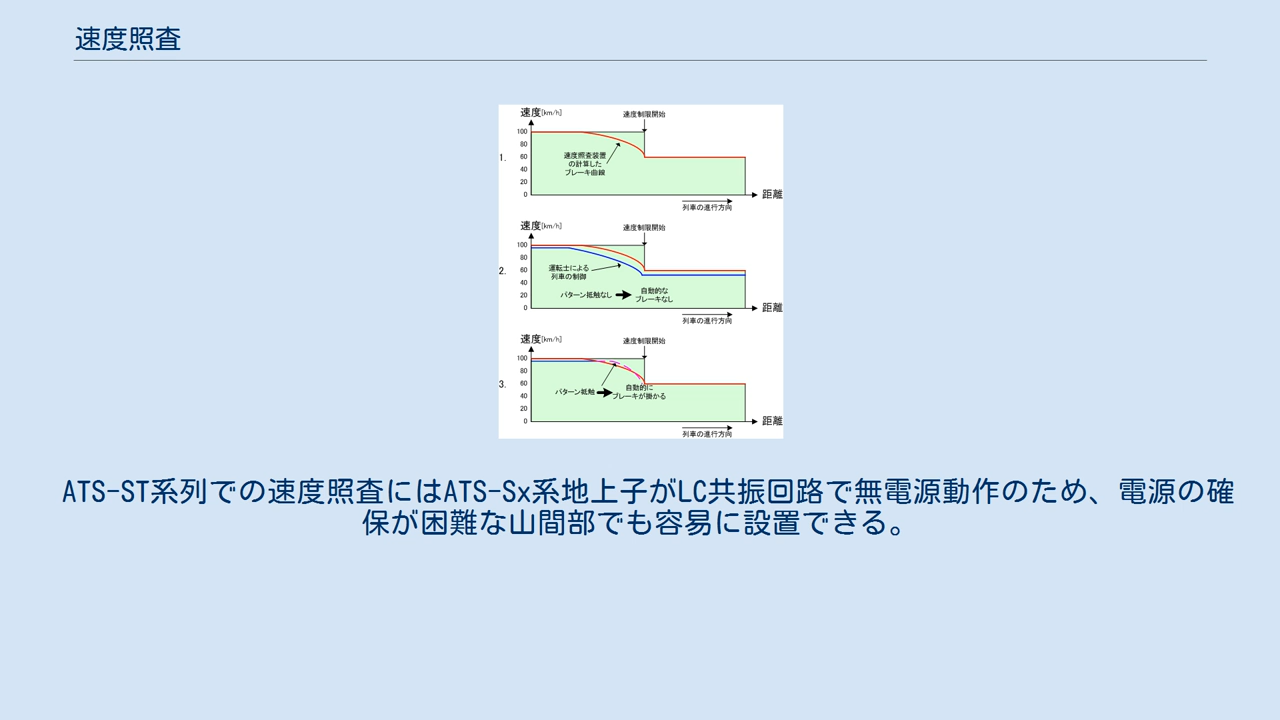 速度照査
速度[km/h]
速度制限開始
100
80
60
40
20
0
1.
速度照査装置
の計算した
ブレーキ曲線
距離
列車の進行方向
速度[km/h]
速度制限開始
100
80
60
40
20
0
2.
運転士による
列車の制御
パターン抵触なし
自動的な
ブレーキなし
距離
列車の進行方向
速度[km/h]
速度制限開始
100
80
60
40
20
0
3.
パターン抵触
自動的に
ブレーキが掛かる
距離
列車の進行方向
ATS-ST系列での速度照査にはATS-Sx系地上子がLC共振回路で無電源動作のため、電源の確
保が困難な山間部でも容易に設置できる。